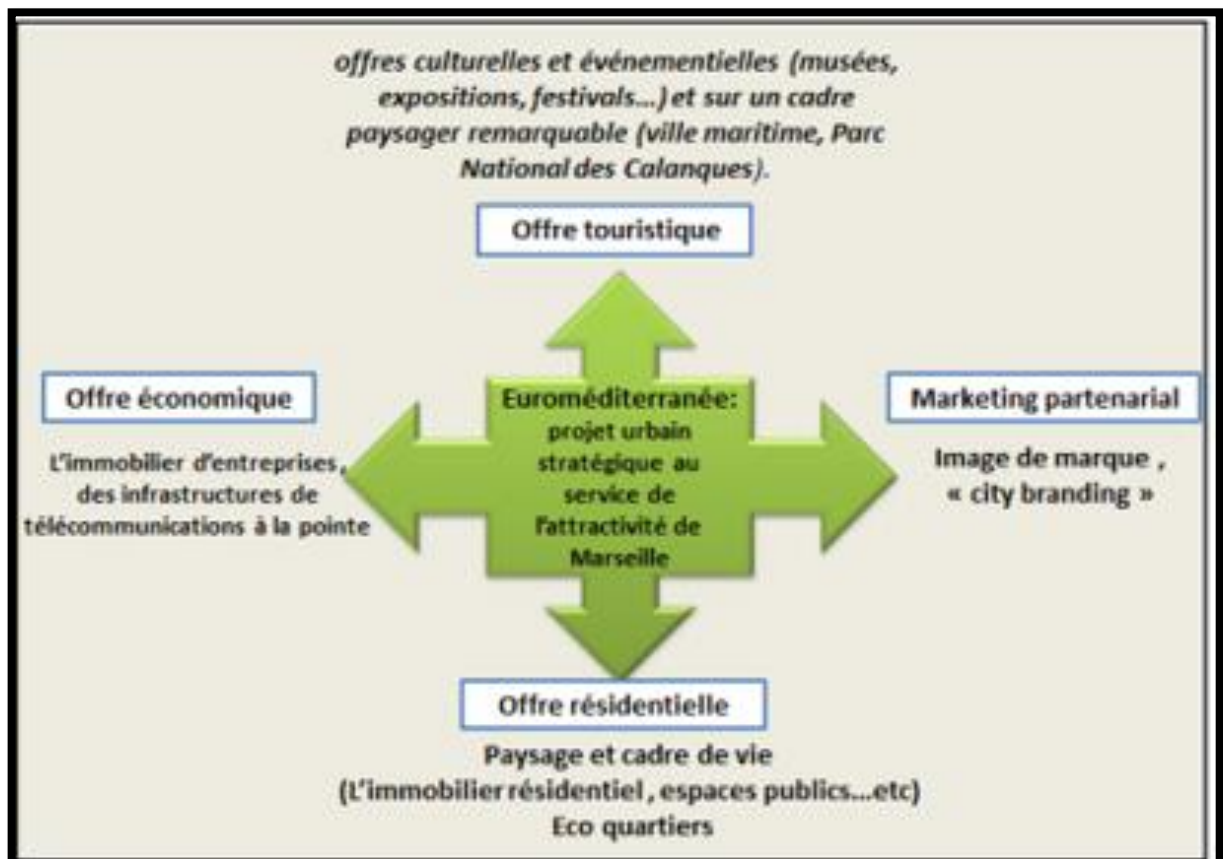 offres culturelles et événementielles (musées,
expositions, festivals...) et sur un cadre
paysager remarquable (ville maritime, Parc
National des Calanques).
Offre touristique
Offre économique
L'immobilier d'entreprises,
des infrastructures de
télécommunications à la pointe
Euroméditerranée:
projet urbain
stratégique au
service de
l'attractivité de
Marseille
Marketing partenarial
Image de marque ,
« city branding »
Offre résidentielle
Paysage et cadre de vie
(L'immobilier résidentiel , espaces publics...etc)
Eco quartiers